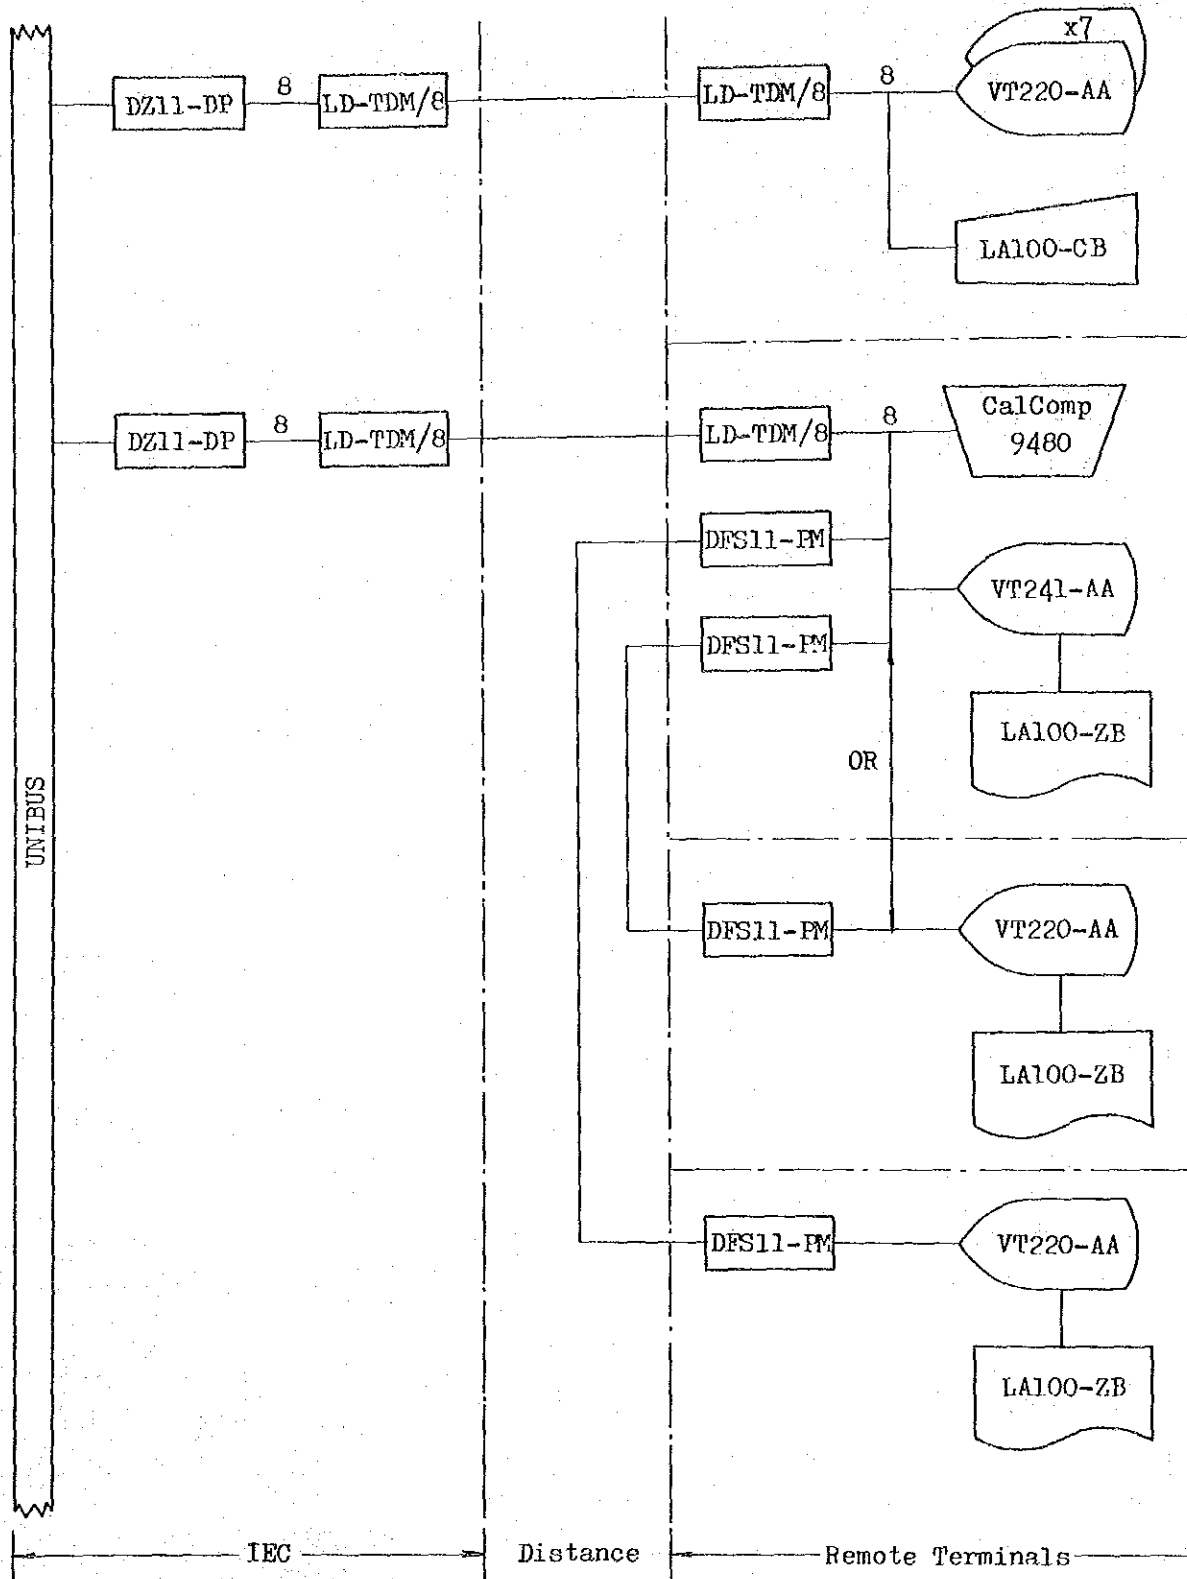 x7
DZ11-DP 8 LD-TDM/8 LD-TDM/8 8 VT220-AA
LA100-CB
DZ11-DP 8 LD-TDM/8 LD-TDM/8 8 CalComp
9480
DFS11-PM
VT241-AA
DFS11-PM
LA100-ZB
OR
UNIBUS
DFS11-PM VT220-AA
LA100-ZB
DFS11-PM VT220-AA
LA100-ZB
IEC Distance Remote Terminals